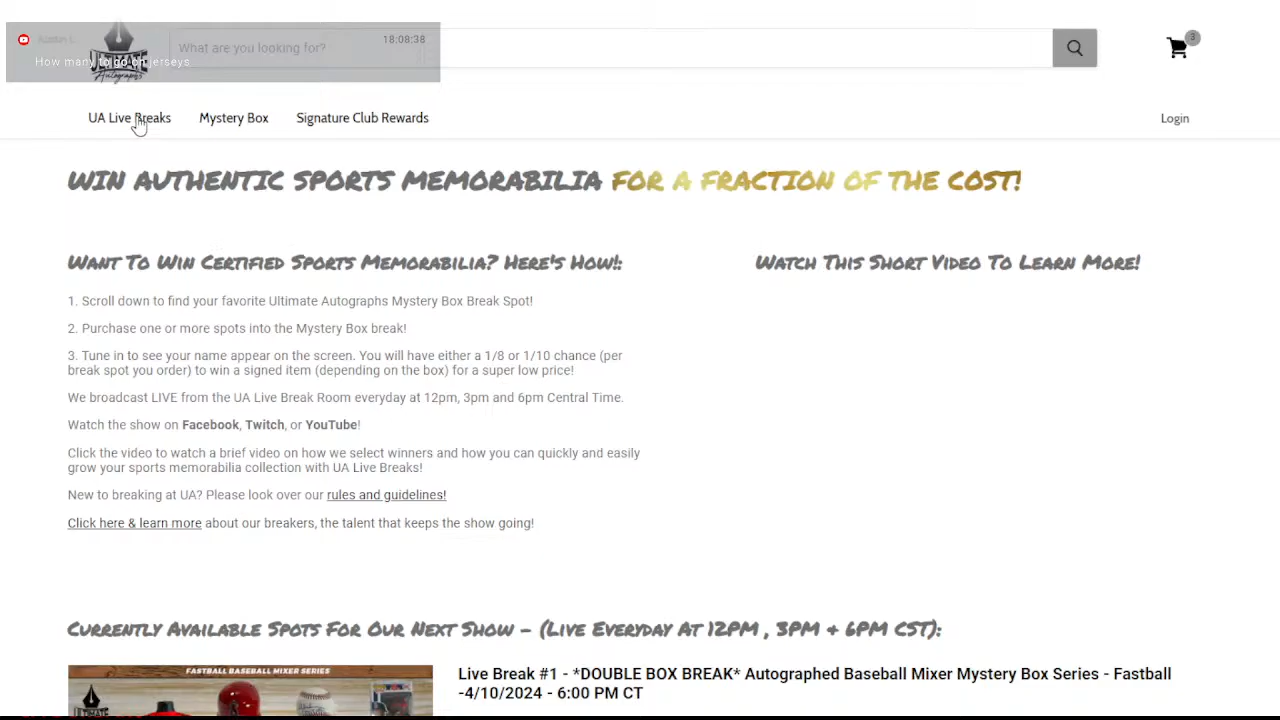 What are you looking for?
18:08:38
How many to go on jerseys
ULTIMATE
Autographs
3
UA Live Breaks
Mystery Box
Signature Club Rewards
Login
WIN AUTHENTIC SPORTS MEMORABILIA FOR A FRACTION OF THE COST!
WANT TO WIN CERTIFIED SPORTS MEMORABILIA? HERE'S HOW!:
WATCH THIS SHORT VIDEO TO LEARN MORE!
1. Scroll down to find your favorite Ultimate Autographs Mystery Box Break Spot!
2. Purchase one or more spots into the Mystery Box break!
3. Tune in to see your name appear on the screen. You will have either a 1/8 or 1/10 chance (per
break spot you order) to win a signed item (depending on the box) for a super low price!
We broadcast LIVE from the UA Live Break Room everyday at 12pm, 3pm and 6pm Central Time.
Watch the show on Facebook, Twitch, or YouTube!
Click the video to watch a brief video on how we select winners and how you can quickly and easily
grow your sports memorabilia collection with UA Live Breaks!
New to breaking at UA? Please look over our rules and guidelines!
Click here & learn more about our breakers, the talent that keeps the show going!
CURRENTLY AVAILABLE SPOTS FOR OUR NEXT SHOW - (LIVE EVERYDAY AT 12PM , 3PM & 6PM CST):
FASTBALL BASEBALL MIXER SERIES
Live Break #1 - *DOUBLE BOX BREAK* Autographed Baseball Mixer Mystery Box Series - Fastball
-4/10/2024 - 6:00 PM CT